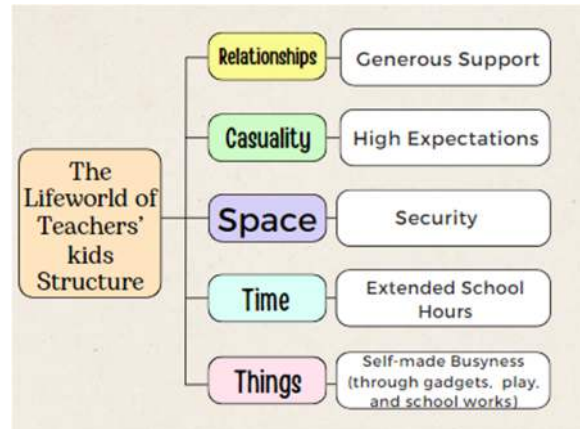 The
Lifeworld of
Teachers'
kids
Structure
Relationships
Generous Support
Casuality
High Expectations
Space
Security
Time
Extended School
Hours
Things
Self-made Busyness
(through gadgets, play,
and school works)